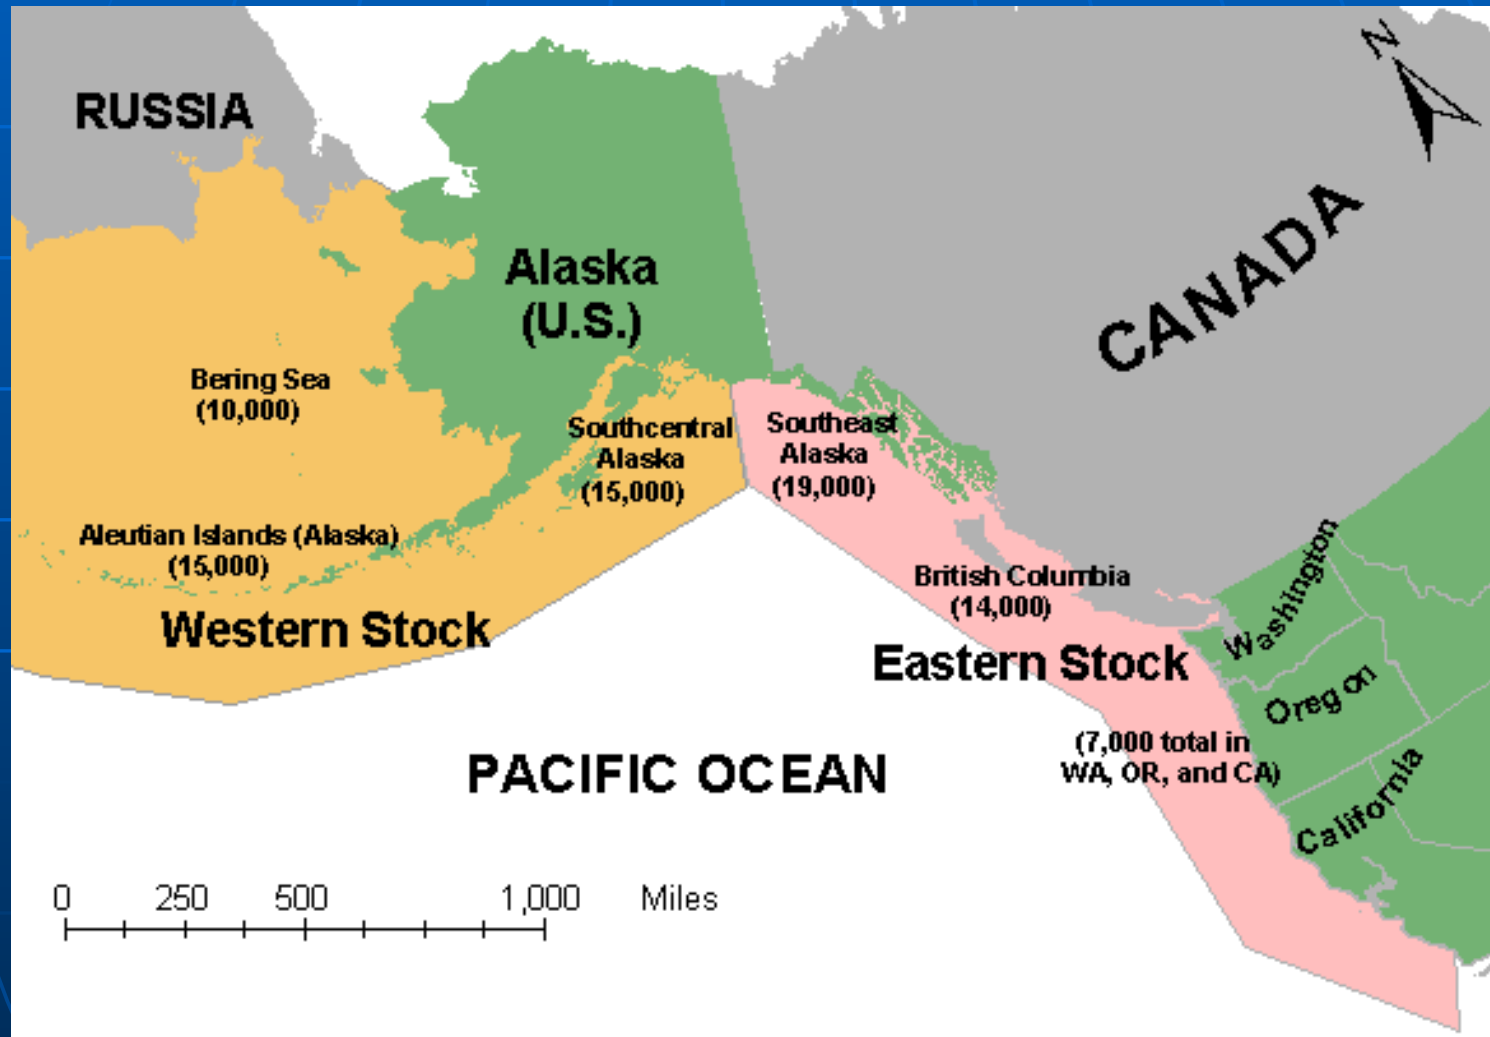 N
RUSSIA
CANADA
Alaska
(U.S.)
Bering Sea
(10,000)
Southcentral
Alaska
(15,000)
Southeast
Alaska
(19,000)
Aleutian Islands (Alaska)
(15,000)
Western Stock
British Columbia
(14,000)
Eastern Stock
Washington
Oregon
California
(7,000 total in
WA, OR, and CA)
PACIFIC OCEAN
0 250 500 1,000 Miles